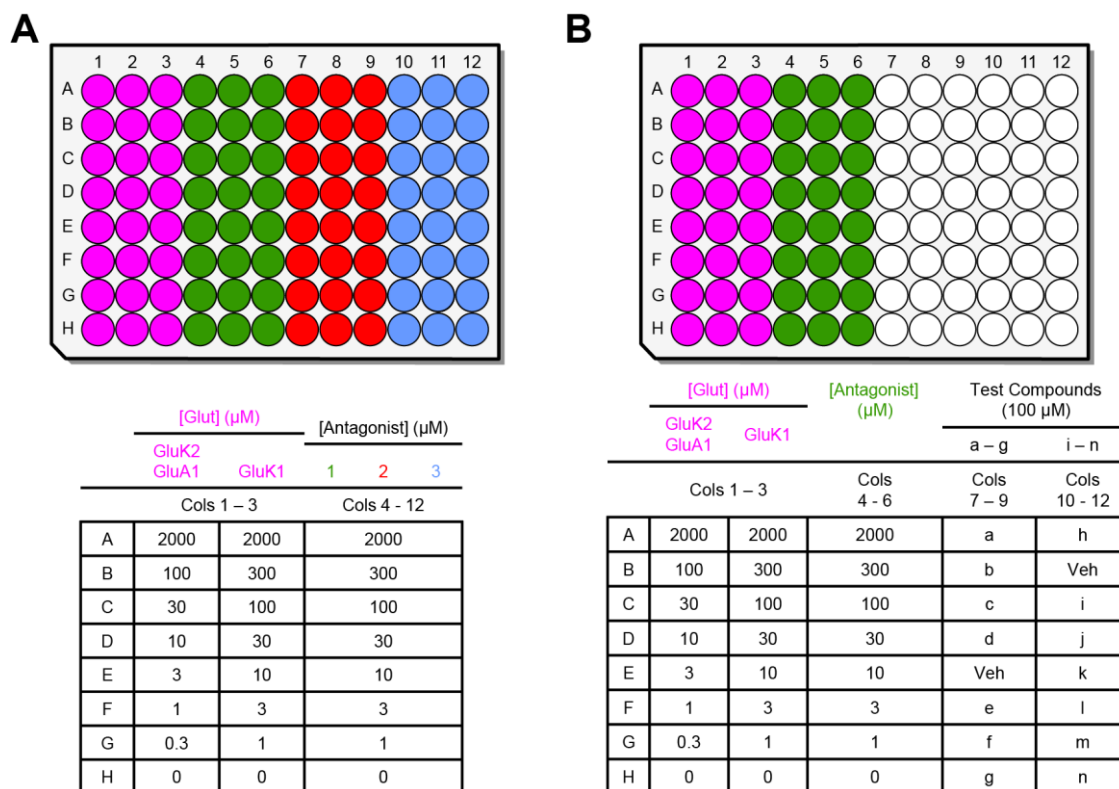 A
1 2 3 4 5 6 7 8 9 10 11 12
A
B
C
D
E
F
G
H
[Glut] (µM)
[Antagonist] (µM)
GluK2
GluA1
GluK1
1 2 3
Cols 1 – 3
Cols 4 - 12
A 2000 2000 2000
B 100 300 300
C 30 100 100
D 10 30 30
E 3 10 10
F 1 3 3
G 0.3 1 1
H 0 0 0
B
1 2 3 4 5 6 7 8 9 10 11 12
A
B
C
D
E
F
G
H
[Glut] (µM)
[Antagonist]
(µM)
Test Compounds
(100 µM)
GluK2
GluA1
GluK1
a – g
i – n
Cols 1 – 3
Cols
4 - 6
Cols
7 – 9
Cols
10 - 12
A 2000 2000 2000 a h
B 100 300 300 b Veh
C 30 100 100 c i
D 10 30 30 d j
E 3 10 10 Veh k
F 1 3 3 e l
G 0.3 1 1 f m
H 0 0 0 g n